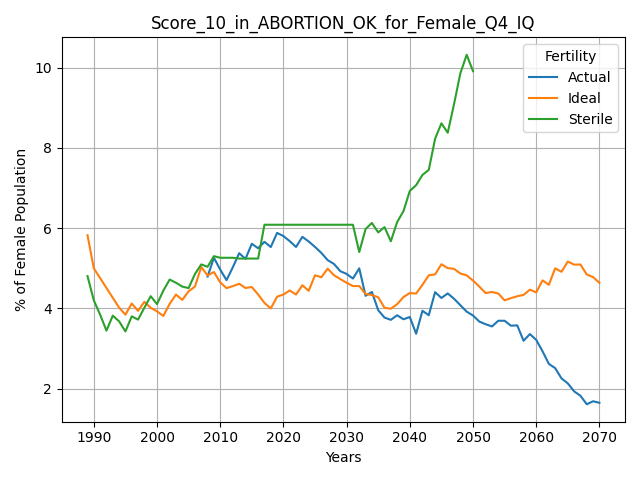 Score_10_in_ABORTION_OK_for_Female_Q4_IQ
Fertility
Actual
Ideal
Sterile
% of Female Population
10
8
6
4
2
1990 2000 2010 2020 2030 2040 2050 2060 2070
Years